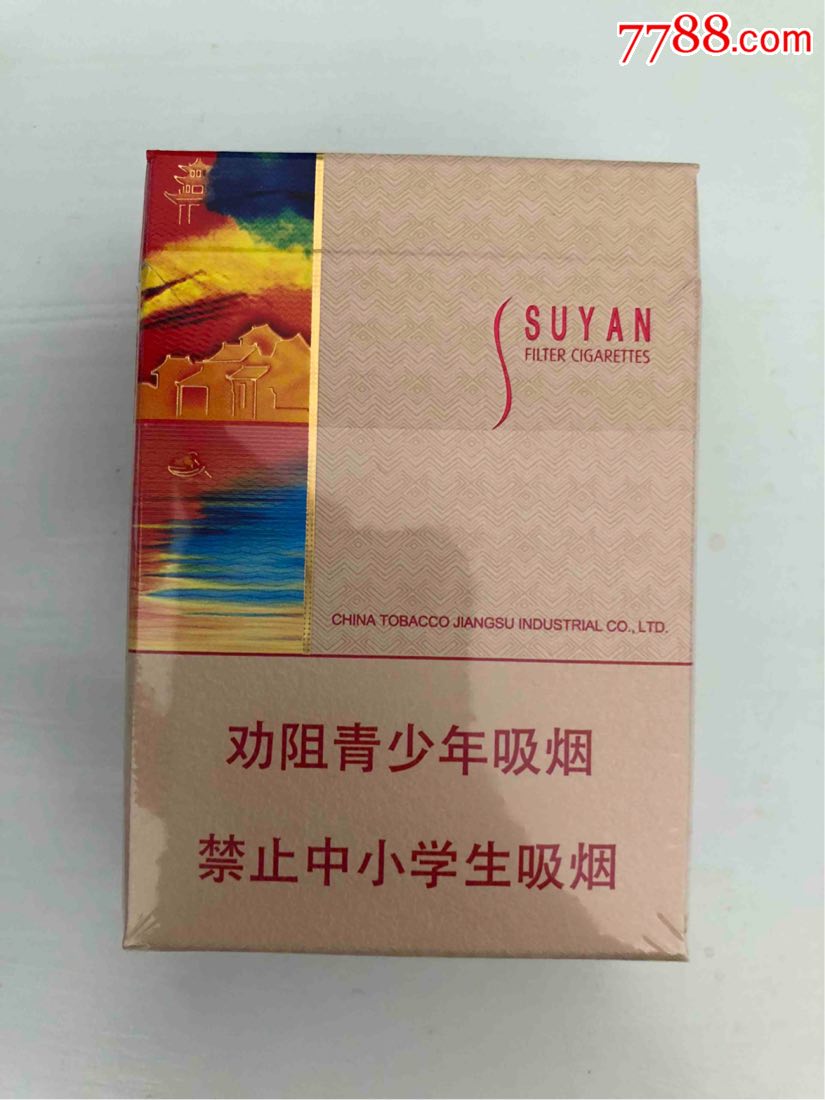 7788.com
SUYAN
FILTER CIGARETTES
CHINA TOBACCO JIANGSU INDUSTRIAL CO., LTD.
劝阻青少年吸烟
禁止中小学生吸烟